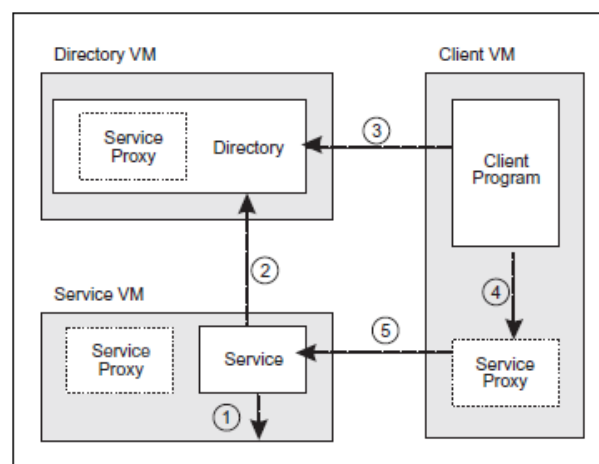 Directory VM
Service
Proxy
Directory
3
Client VM
Client
Program
2
4
Service VM
Service
Proxy
Service
5
Service
Proxy
1